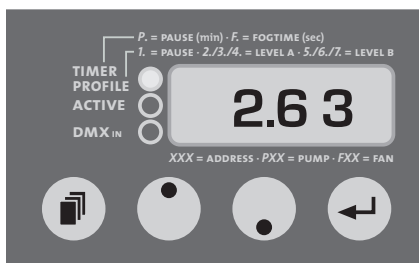 P. = PAUSE (min) · F. = FOGTIME (sec)
1. = PAUSE · 2./3./4. = LEVEL A · 5./6./7. = LEVEL B
TIMER
PROFILE
ACTIVE
DMX IN
2.6 3
XXX = ADDRESS · PXX = PUMP · FXX = FAN